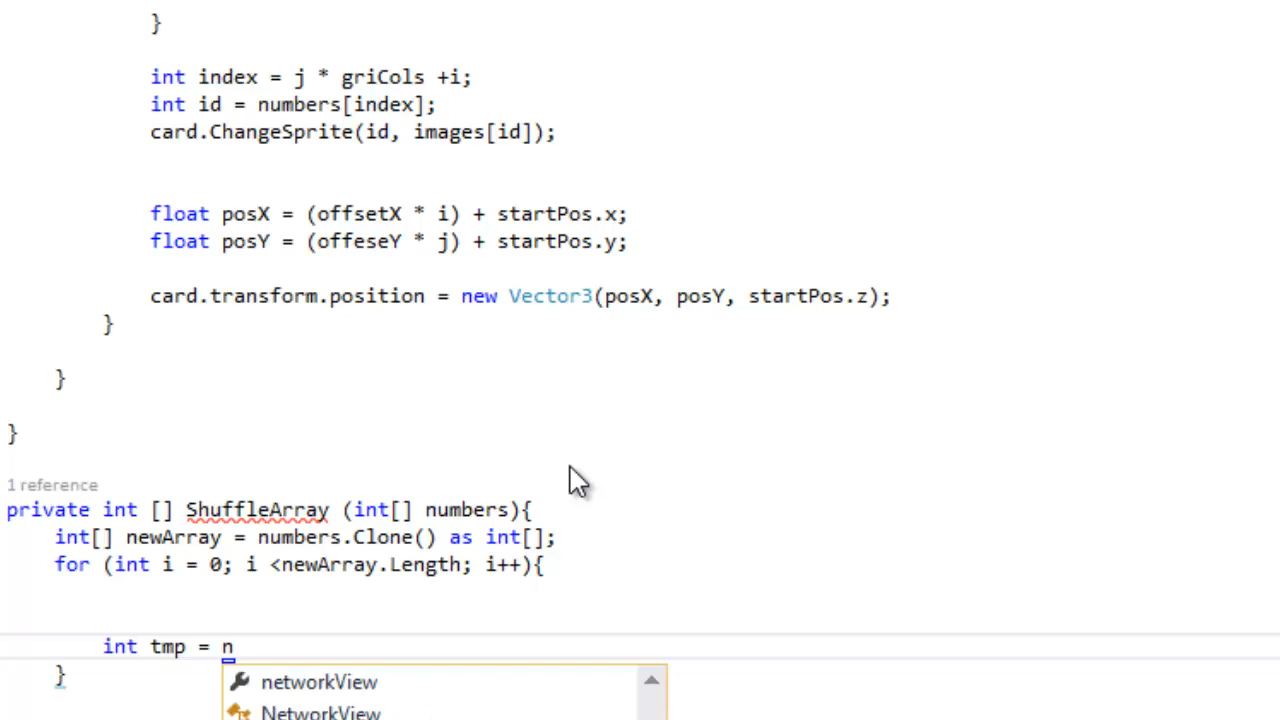 }
int index = j * griCols +i;
int id = numbers[index];
card.ChangeSprite(id, images[id]);
float posX = (offsetX * i) + startPos.x;
float posY = (offeseY * j) + startPos.y;
card.transform.position = new Vector3(posX, posY, startPos.z);
}
}
}
1 reference
private int [] ShuffleArray (int[] numbers){
int[] newArray = numbers.Clone() as int[];
for (int i = 0; i <newArray.Length; i++){
int tmp = n
}
networkView
NetworkView